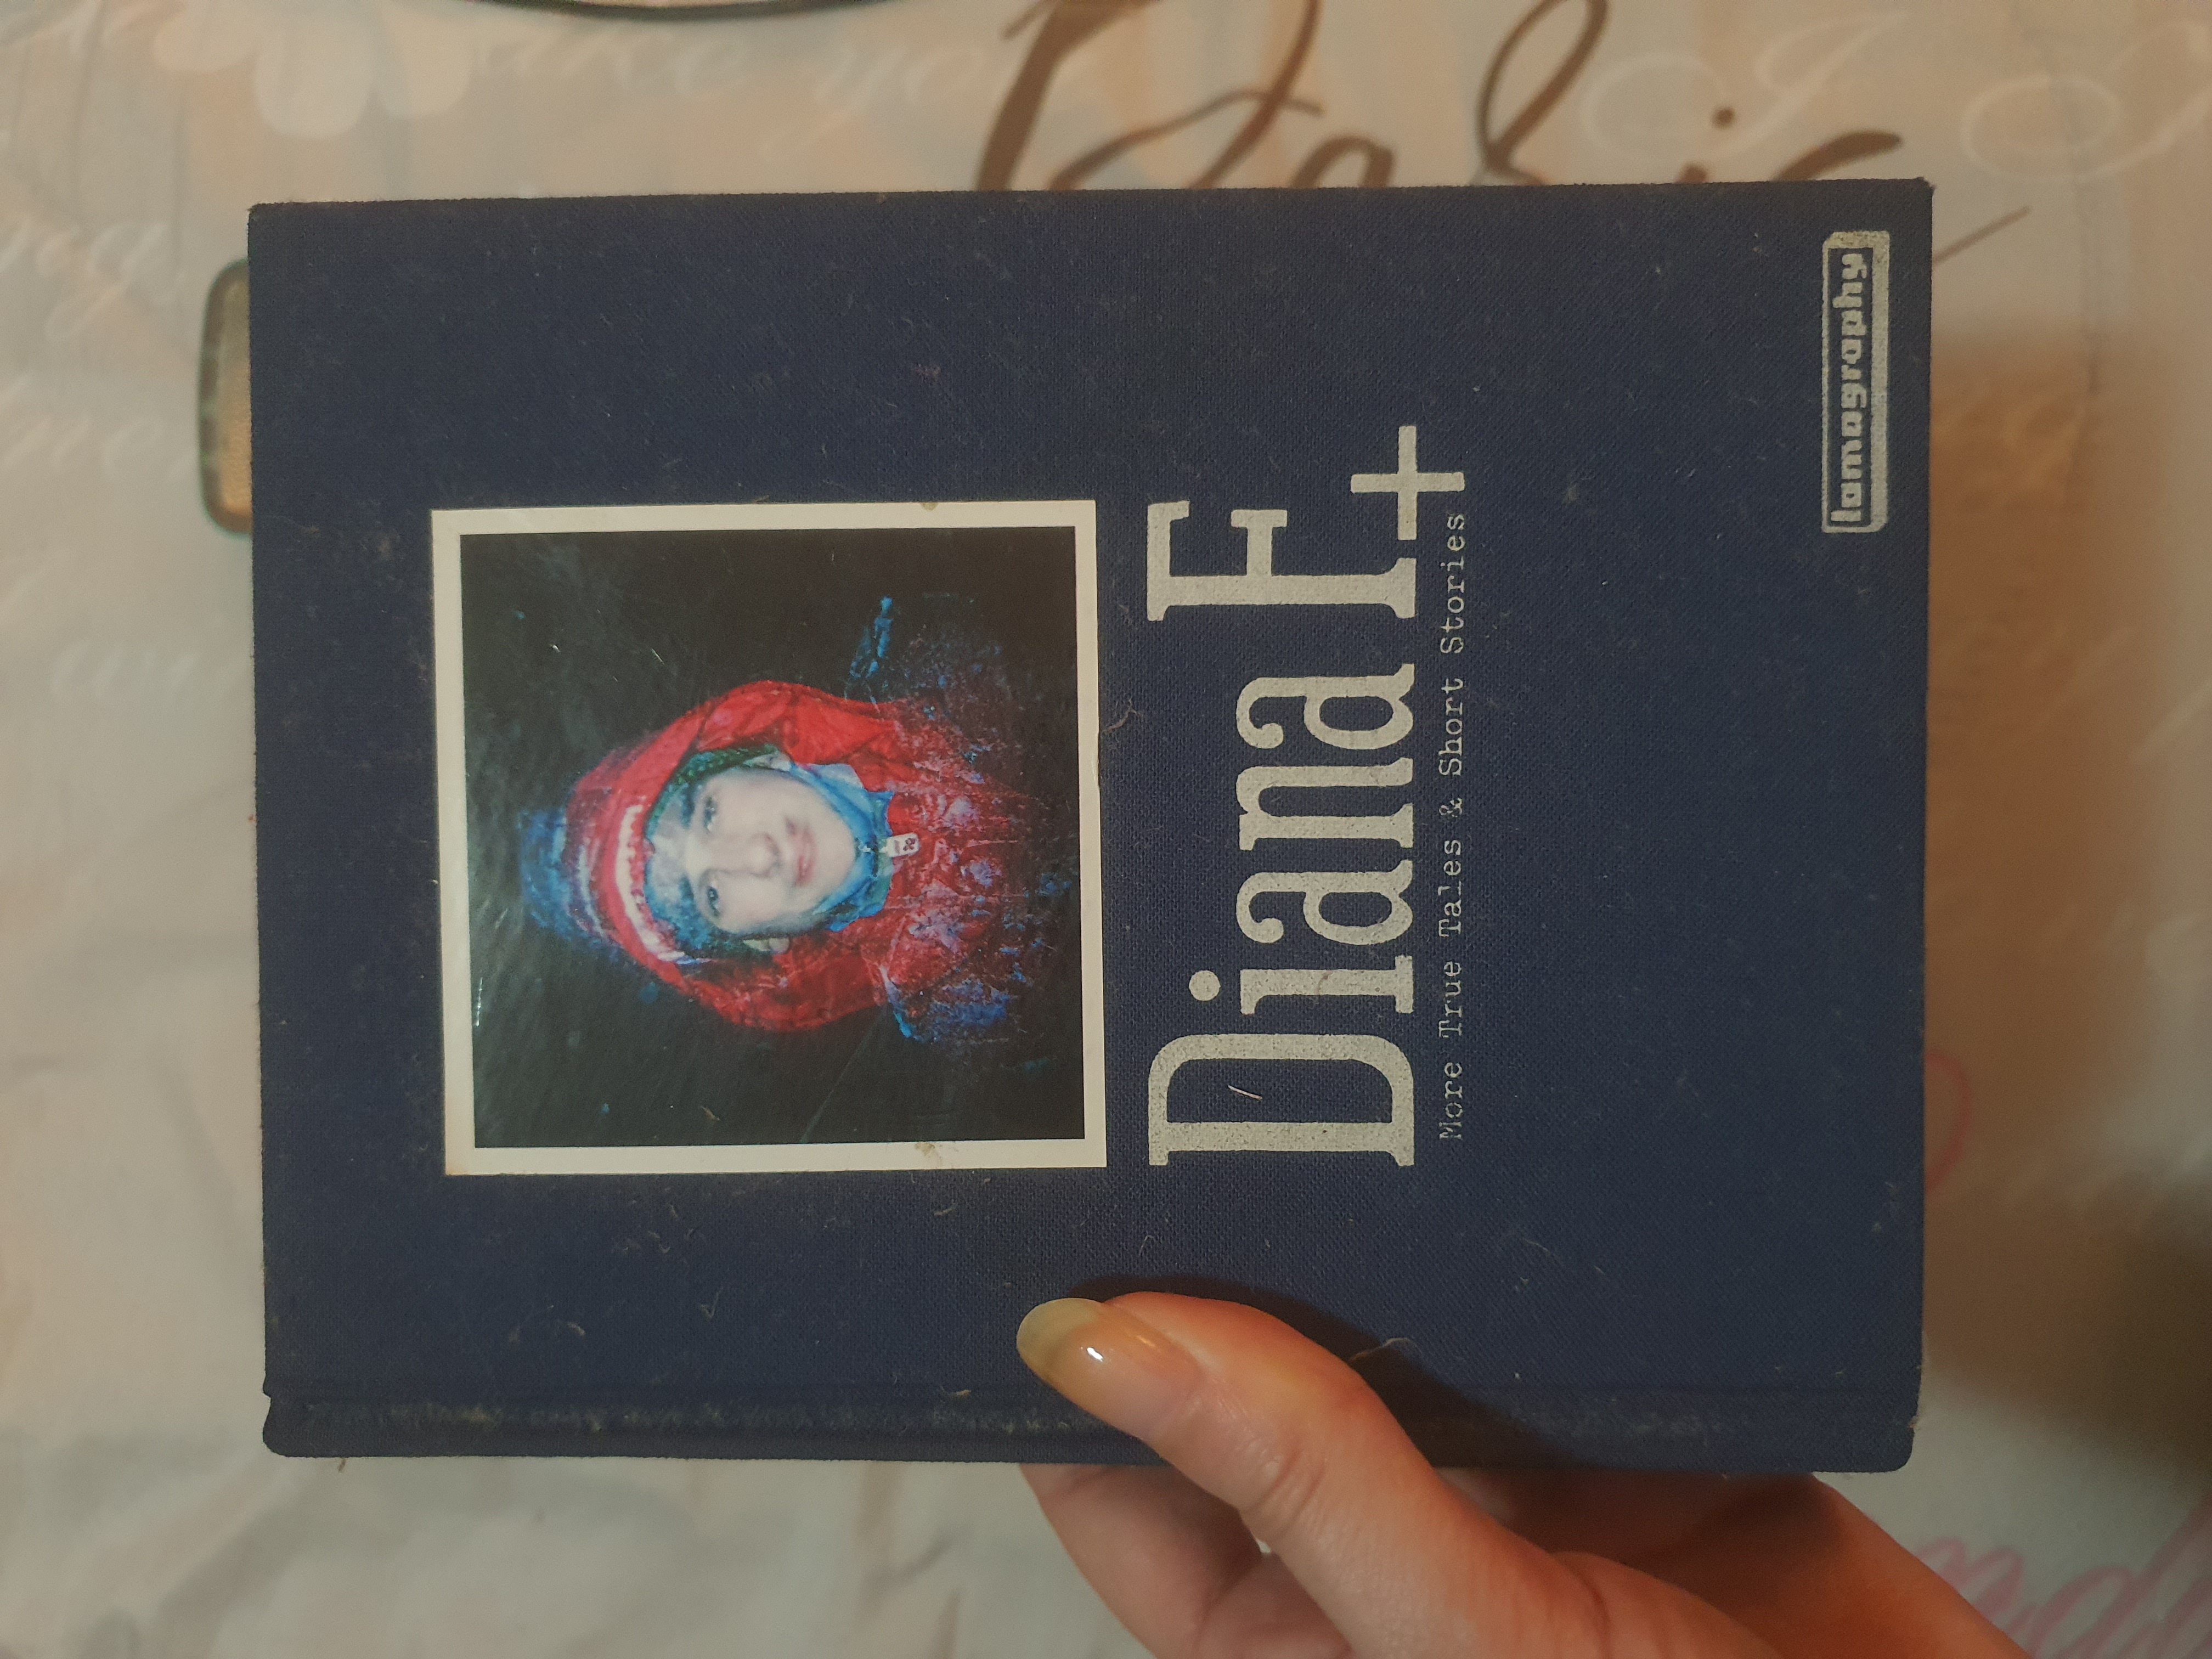 Diana F+
More True Tales & Short Stories
lomography